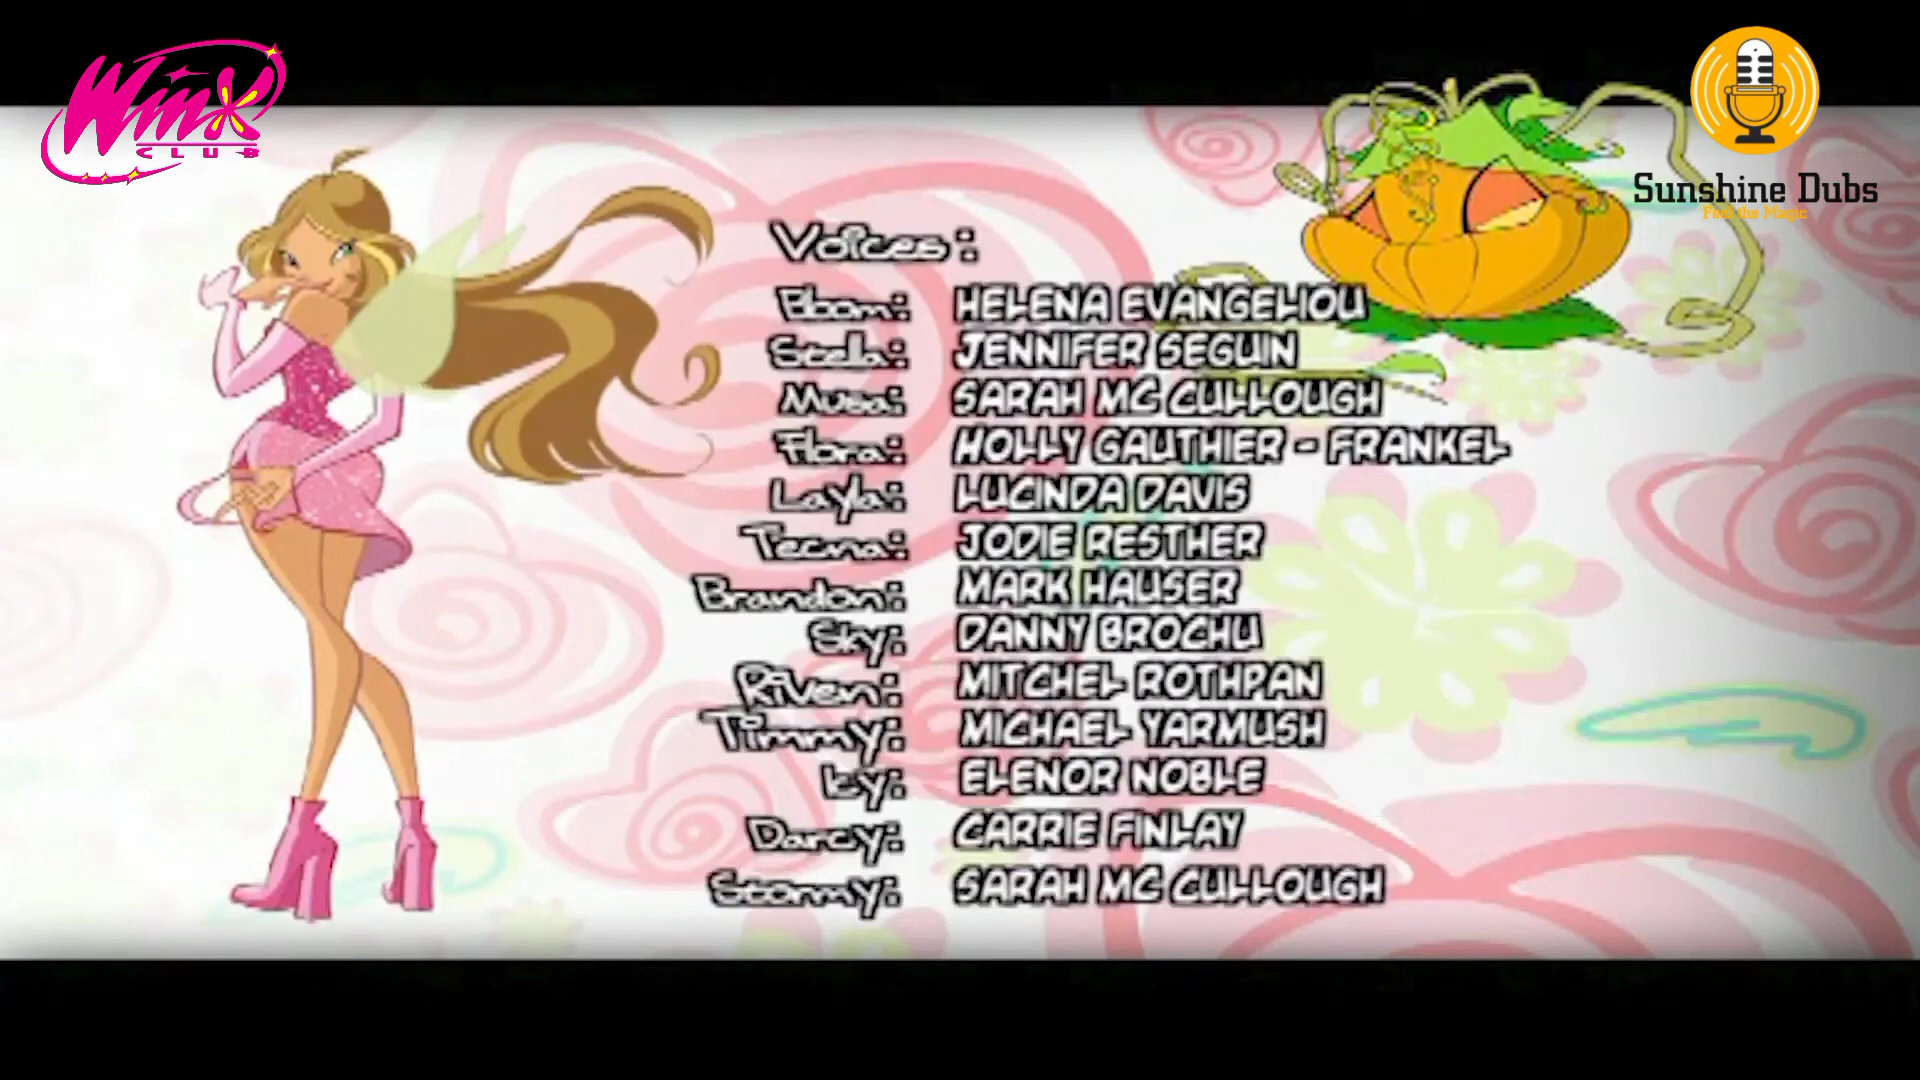 Winx
CLUB
Sunshine Dubs
Feel the Magic
Voices:
Bloom: HELENA EVANGELIOU
Stella: JENNIFER SEGUIN
Musa: SARAH MC CULLOUGH
Flora: HOLLY GAUTHIER - FRANKEL
Layla: LUCINDA DAVIS
Tecna: JODIE RESTHER
Brandon: MARK HAUSER
Sky: DANNY BROCHU
Riven: MITCHEL ROTHPAN
Timmy: MICHAEL YARMUSH
Icy: ELENOR NOBLE
Darcy: CARRIE FINLAY
Stormy: SARAH MC CULLOUGH